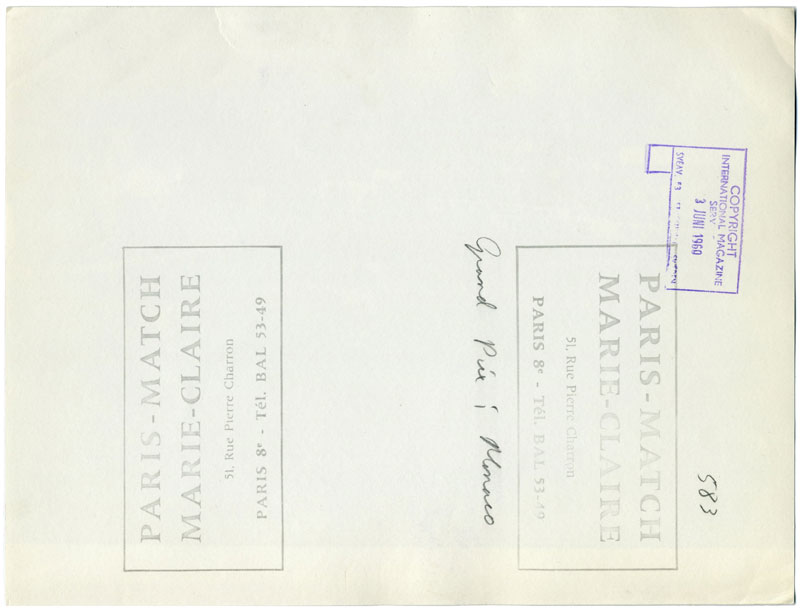 PARIS-MATCH
MARIE-CLAIRE
51, Rue Pierre Charron
PARIS 8e - Tél. BAL 53-49
Grand Prix i Monaco
PARIS-MATCH
MARIE-CLAIRE
51, Rue Pierre Charron
PARIS 8e - Tél. BAL 53-49
COPYRIGHT
INTERNATIONAL MAGAZINE
SERV
3 JUNI 1960
583